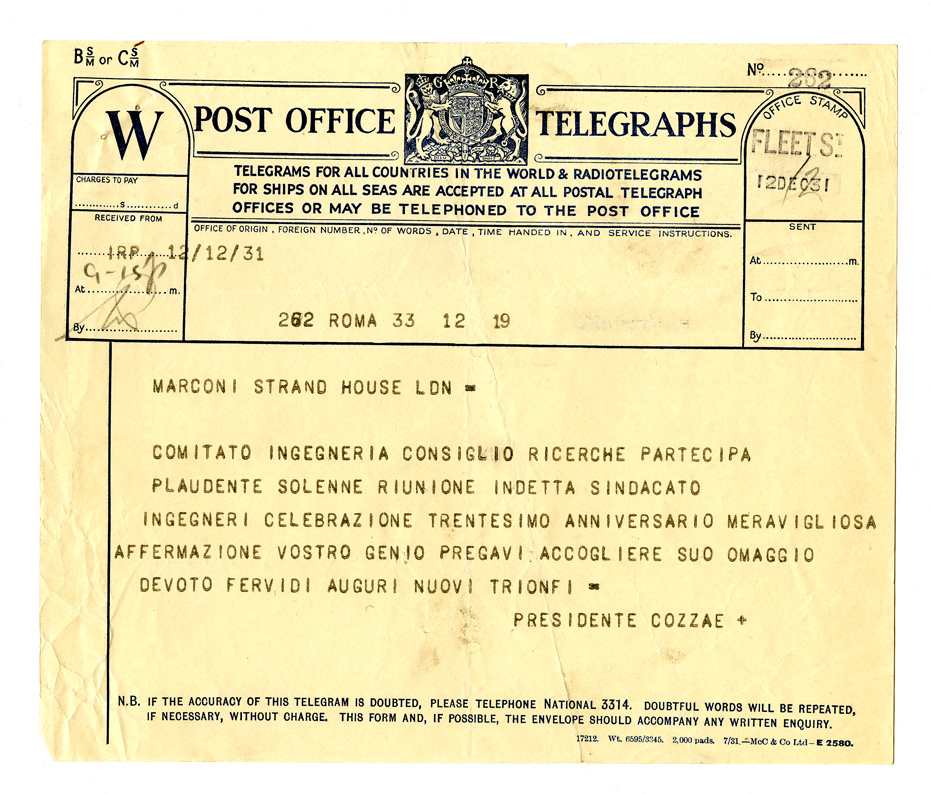 B S/M or C S/M
No. 262
W
POST OFFICE
G R
TELEGRAPHS
OFFICE STAMP
FLEET ST
12 DEC 31
TELEGRAMS FOR ALL COUNTRIES IN THE WORLD & RADIOTELEGRAMS
FOR SHIPS ON ALL SEAS ARE ACCEPTED AT ALL POSTAL TELEGRAPH
OFFICES OR MAY BE TELEPHONED TO THE POST OFFICE
CHARGES TO PAY
s d
RECEIVED FROM
IRP 12/12/31
9-15p
At m.
By
OFFICE OF ORIGIN, FOREIGN NUMBER, No. OF WORDS, DATE, TIME HANDED IN, AND SERVICE INSTRUCTIONS.
262 ROMA 33 12 19
SENT
At m.
To
By
MARCONI STRAND HOUSE LDN =
COMITATO INGEGNERIA CONSIGLIO RICERCHE PARTECIPA
PLAUDENTE SOLENNE RIUNIONE INDETTA SINDACATO
INGEGNERI CELEBRAZIONE TRENTESIMO ANNIVERSARIO MERAVIGLIOSA
AFFERMAZIONE VOSTRO GENIO PREGAVI ACCOGLIERE SUO OMAGGIO
DEVOTO FERVIDI AUGURI NUOVI TRIONFI =
PRESIDENTE COZZAE +
N.B. IF THE ACCURACY OF THIS TELEGRAM IS DOUBTED, PLEASE TELEPHONE NATIONAL 3314. DOUBTFUL WORDS WILL BE REPEATED,
IF NECESSARY, WITHOUT CHARGE. THIS FORM AND, IF POSSIBLE, THE ENVELOPE SHOULD ACCOMPANY ANY WRITTEN ENQUIRY.
17212. Wt. 6595/3345. 2,000 pads. 7/31.—McC & Co Ltd—E 2580.